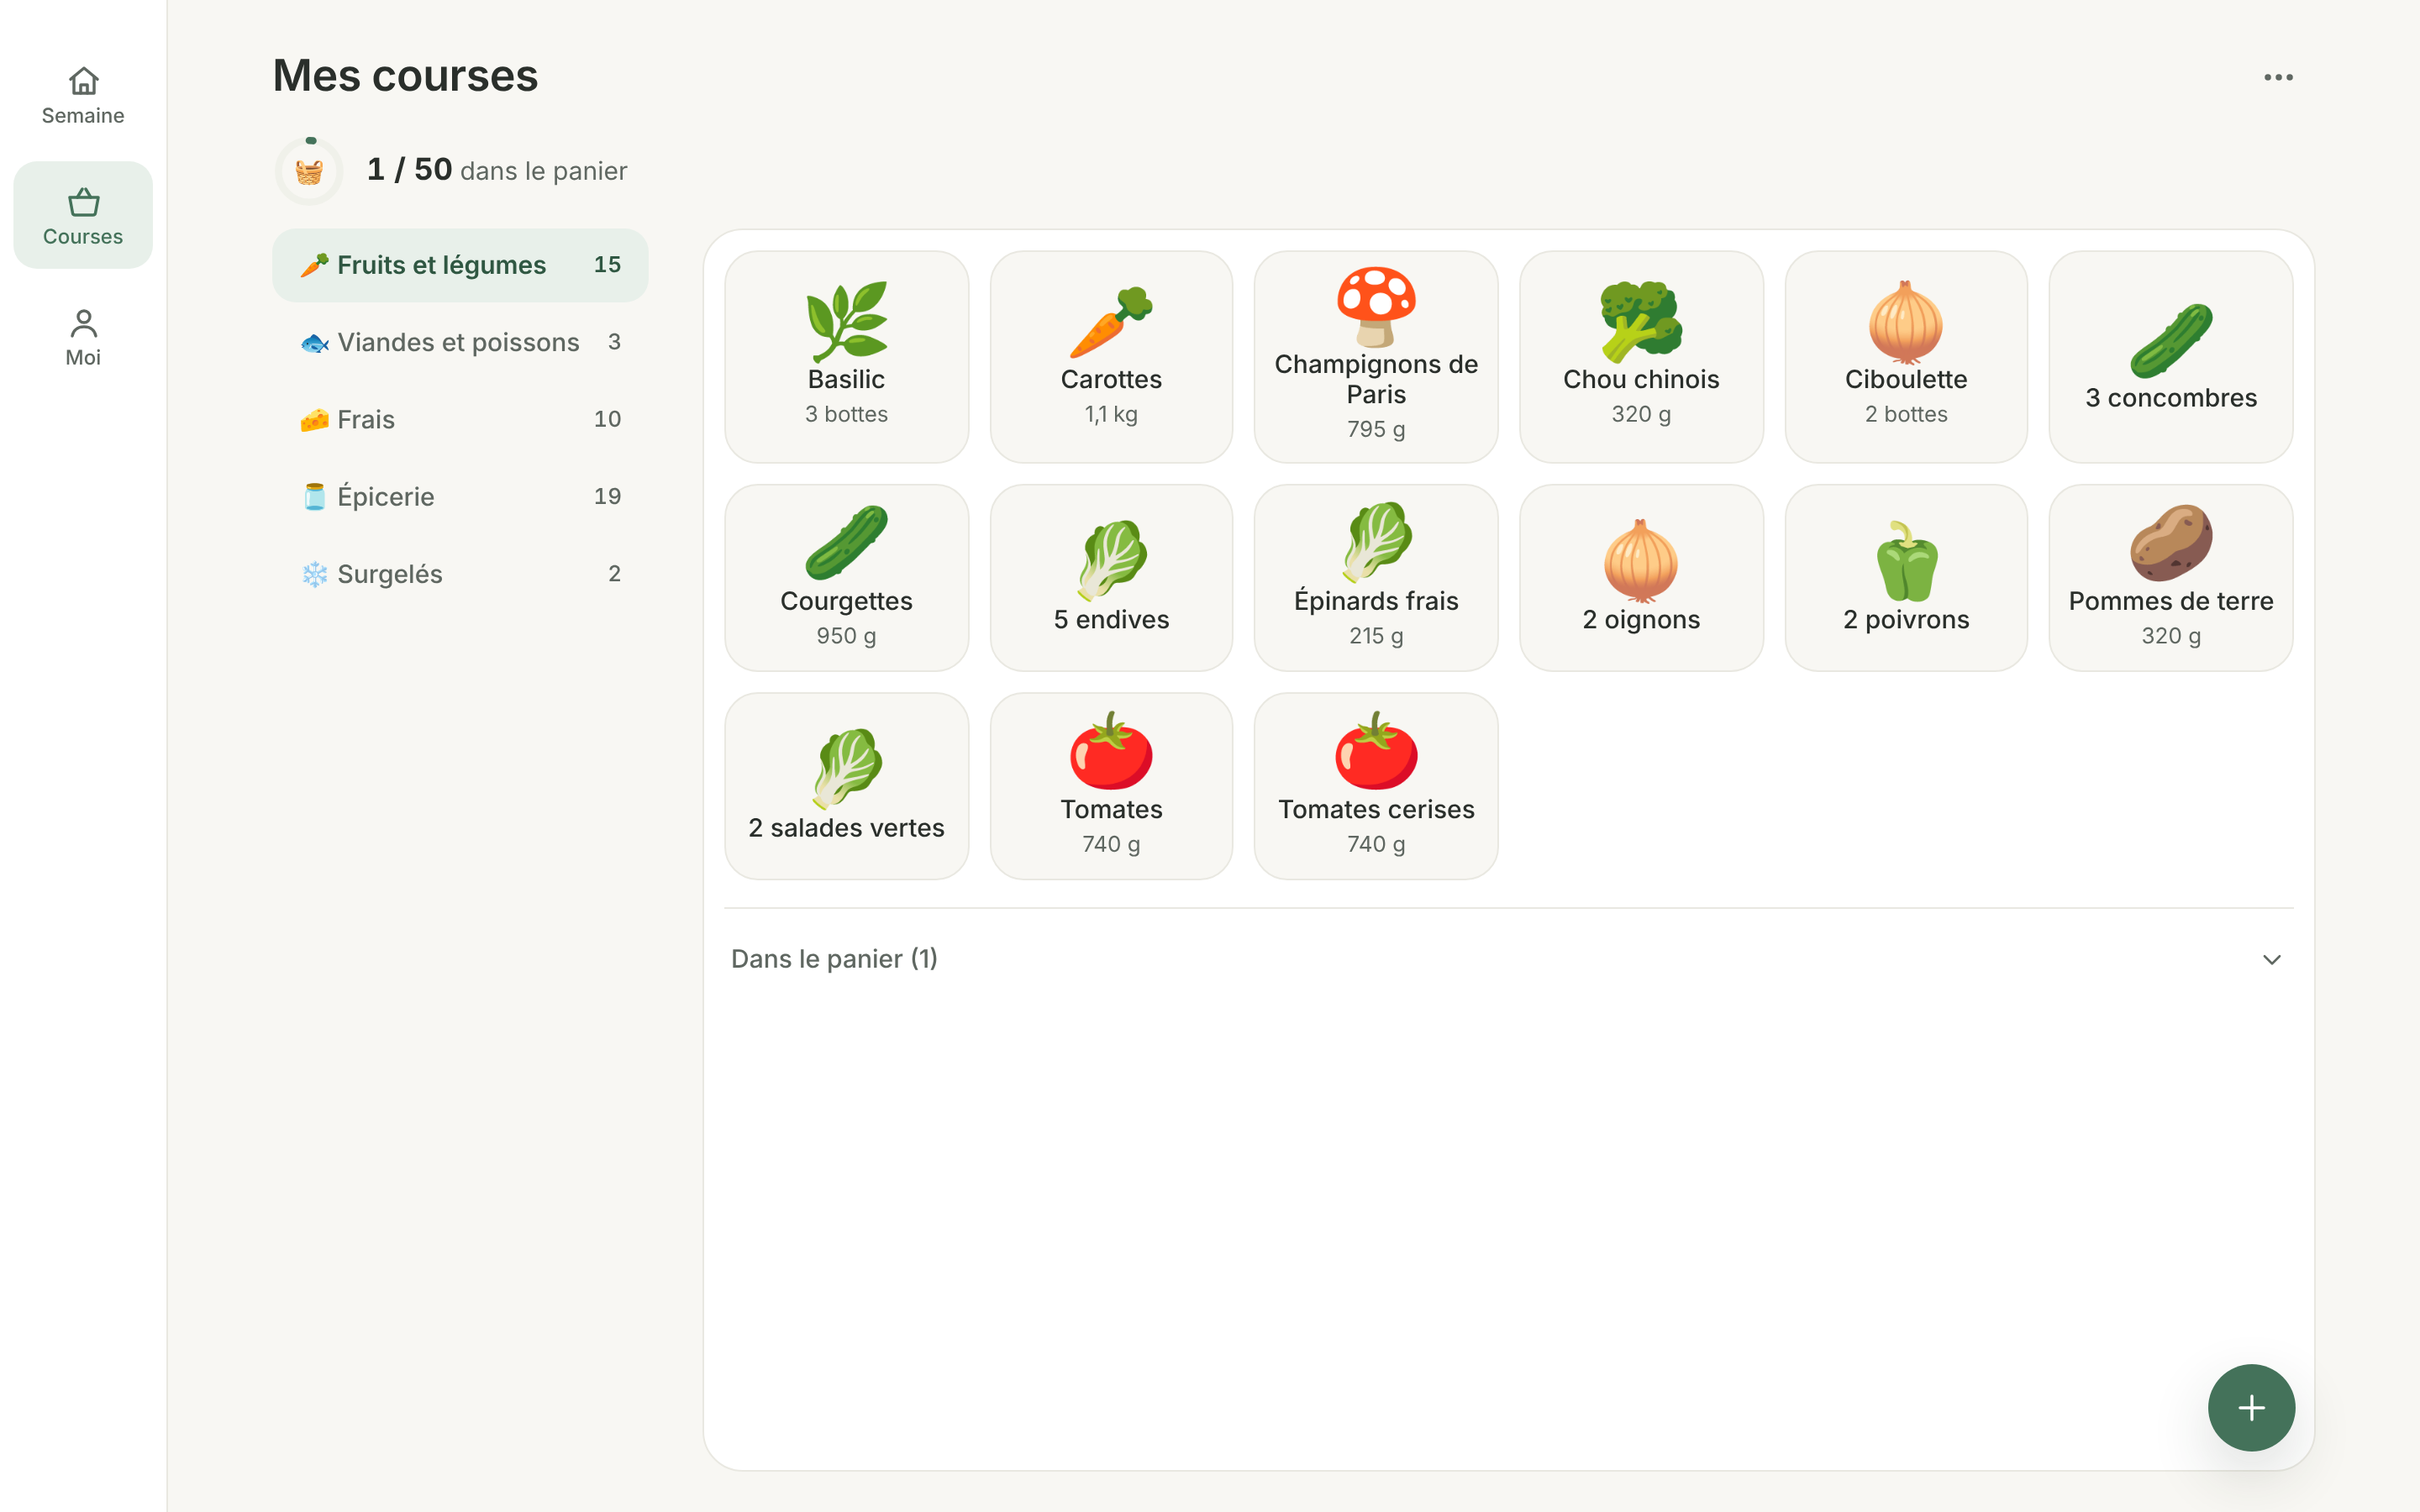 Semaine
Courses
Moi
Mes courses
1 / 50 dans le panier
Fruits et légumes 15
Viandes et poissons 3
Frais 10
Épicerie 19
Surgelés 2
Basilic
3 bottes
Carottes
1,1 kg
Champignons de
Paris
795 g
Chou chinois
320 g
Ciboulette
2 bottes
3 concombres
Courgettes
950 g
5 endives
Épinards frais
215 g
2 oignons
2 poivrons
Pommes de terre
320 g
2 salades vertes
Tomates
740 g
Tomates cerises
740 g
Dans le panier (1)